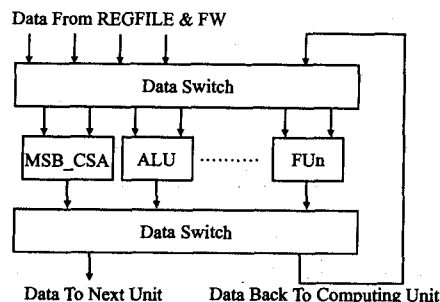 Data From REGFILE & FW
Data Switch
MSB_CSA ALU ........... FUn
Data Switch
Data To Next Unit Data Back To Computing Unit